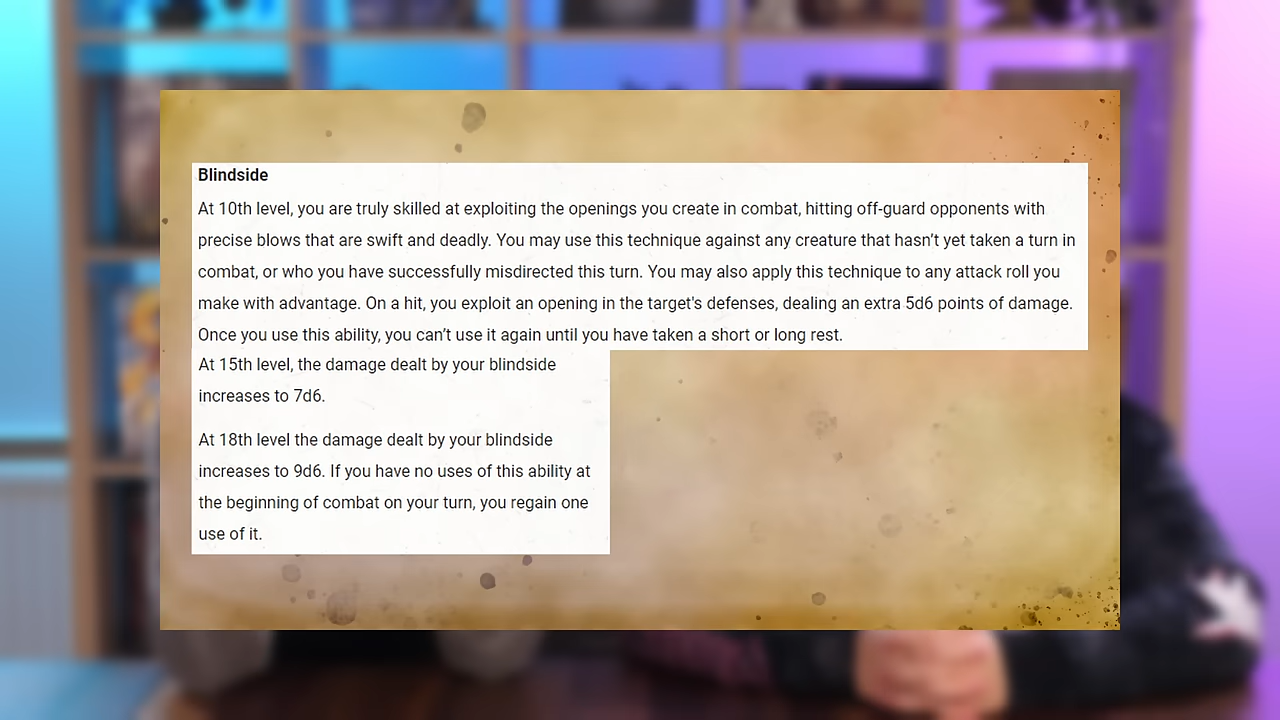 Blindside
At 10th level, you are truly skilled at exploiting the openings you create in combat, hitting off-guard opponents with
precise blows that are swift and deadly. You may use this technique against any creature that hasn’t yet taken a turn in
combat, or who you have successfully misdirected this turn. You may also apply this technique to any attack roll you
make with advantage. On a hit, you exploit an opening in the target's defenses, dealing an extra 5d6 points of damage.
Once you use this ability, you can’t use it again until you have taken a short or long rest.
At 15th level, the damage dealt by your blindside
increases to 7d6.
At 18th level the damage dealt by your blindside
increases to 9d6. If you have no uses of this ability at
the beginning of combat on your turn, you regain one
use of it.